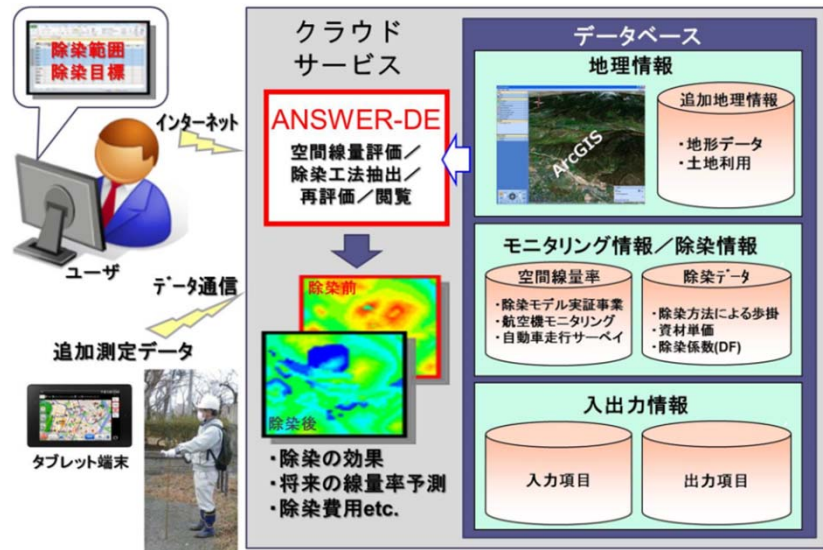 除染範囲
除染目標
インターネット
ユーザ
データ通信
追加測定データ
タブレット端末
クラウド
サービス
ANSWER-DE
空間線量評価／
除染工法抽出／
再評価／閲覧
除染前
除染後
・除染の効果
・将来の線量率予測
・除染費用etc.
データベース
地理情報
ArcGIS
追加地理情報
・地形データ
・土地利用
モニタリング情報／除染情報
空間線量率
・除染モデル実証事業
・航空機モニタリング
・自動車走行サーベイ
除染データ
・除染方法による歩掛
・資材単価
・除染係数(DF)
入出力情報
入力項目
出力項目